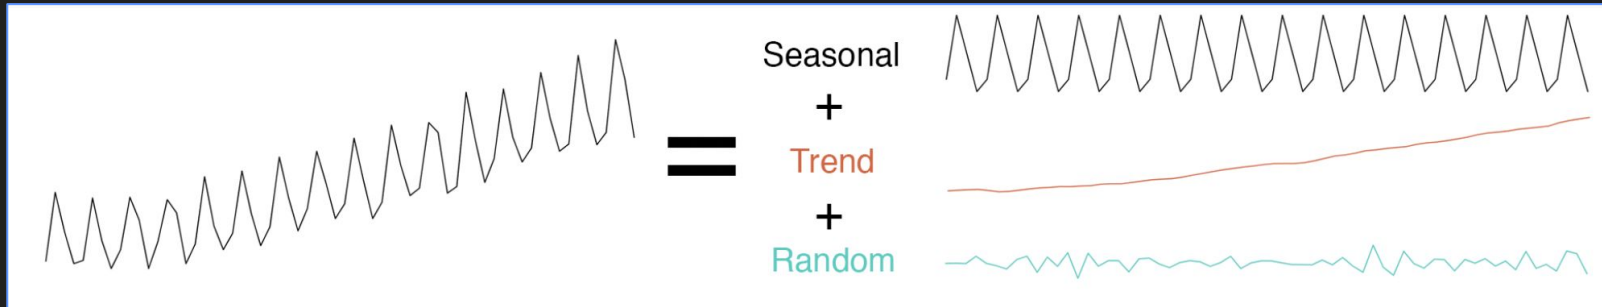 Seasonal
+
Trend
+
Random
=